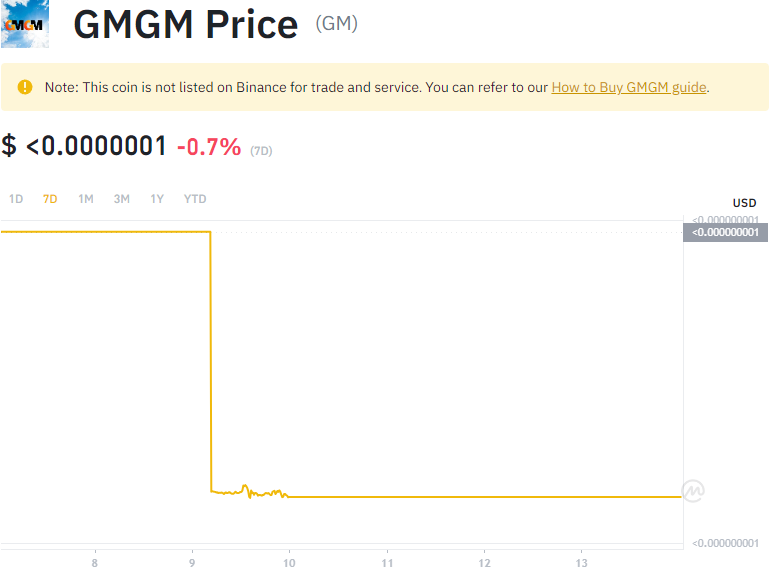 GMGM
GMGM Price (GM)
Note: This coin is not listed on Binance for trade and service. You can refer to our How to Buy GMGM guide.
$ <0.0000001 -0.7% (7D)
1D 7D 1M 3M 1Y YTD
USD
<0.000000001
<0.000000001
<0.000000001
8 9 10 11 12 13